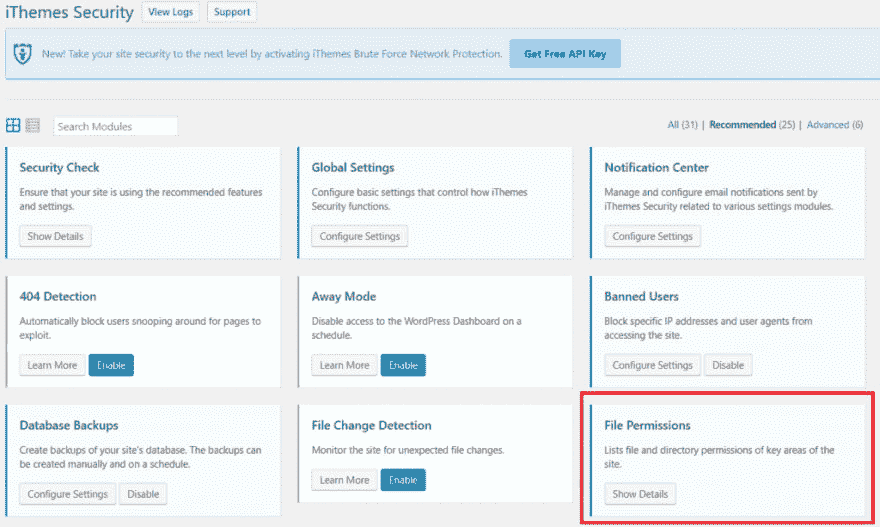 iThemes Security View Logs Support
New! Take your site security to the next level by activating iThemes Brute Force Network Protection. Get Free API Key
Search Modules
All (31) | Recommended (25) | Advanced (6)
Security Check
Ensure that your site is using the recommended features
and settings.
Show Details
Global Settings
Configure basic settings that control how iThemes
Security functions.
Configure Settings
Notification Center
Manage and configure email notifications sent by
iThemes Security related to various settings modules.
Configure Settings
404 Detection
Automatically block users snooping around for pages to
exploit.
Learn More Enable
Away Mode
Disable access to the WordPress Dashboard on a
schedule.
Learn More Enable
Banned Users
Block specific IP addresses and user agents from
accessing the site.
Configure Settings Disable
Database Backups
Create backups of your site's database. The backups can
be created manually and on a schedule.
Configure Settings Disable
File Change Detection
Monitor the site for unexpected file changes.
Learn More Enable
File Permissions
Lists file and directory permissions of key areas of the
site.
Show Details